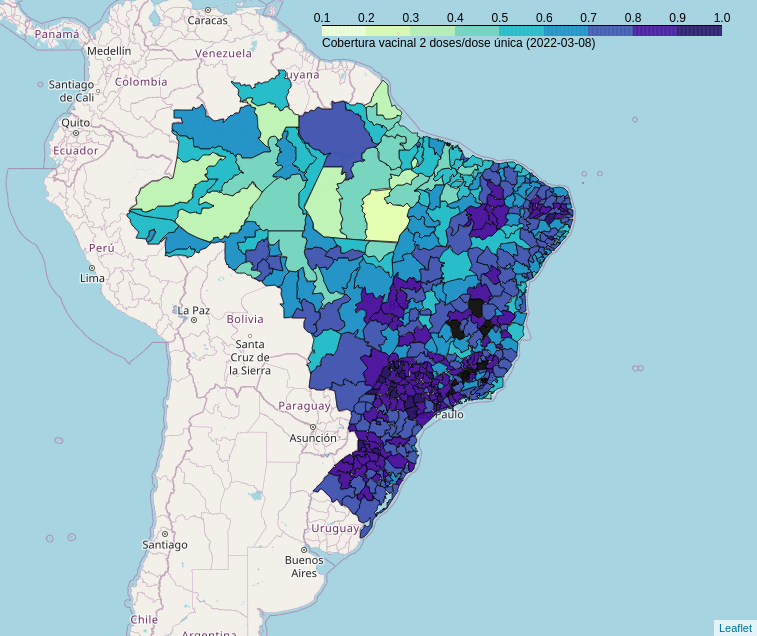 0.1 0.2 0.3 0.4 0.5 0.6 0.7 0.8 0.9 1.0
Cobertura vacinal 2 doses/dose única (2022-03-08)
Caracas
Panamá
Medellín
Venezuela
uyana
Santiago
de Cali
Colombia
Quito
Ecuador
Perú
Lima
La Paz
Bolivia
Santa
Cruz de
la Sierra
Paraguay
Paulo
Asunción
Uruguay
Santiago
Buenos
Aires
Chile
Argentina
Leaflet